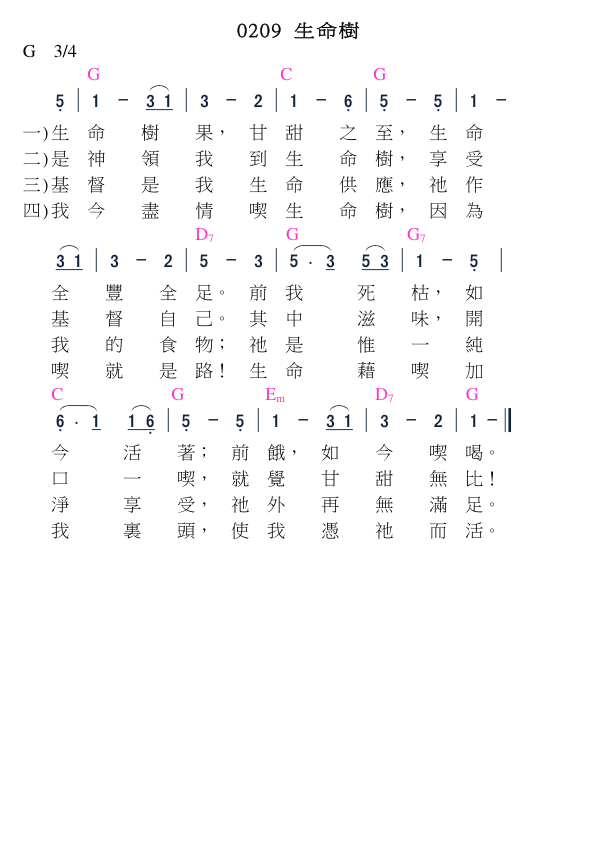 0209 生命樹
G 3/4
G C G
5̣ | 1 － 3 1 | 3 － 2 | 1 － 6̣ | 5̣ － 5̣ | 1 －
一)生 命 樹 果， 甘 甜 之 至， 生 命
二)是 神 領 我 到 生 命 樹， 享 受
三)基 督 是 我 生 命 供 應， 祂 作
四)我 今 盡 情 喫 生 命 樹， 因 為
D7 G G7
3 1 | 3 － 2 | 5 － 3 | 5 . 3 5 3 | 1 － 5̣ |
全 豐 全 足。 前 我 死 枯， 如
基 督 自 己。 其 中 滋 味， 開
我 的 食 物； 祂 是 惟 一 純
喫 就 是 路！ 生 命 藉 喫 加
C G Em D7 G
6̣ . 1 1 6̣ | 5̣ － 5̣ | 1 － 3 1 | 3 － 2 | 1 － ‖
今 活 著； 前 餓， 如 今 喫 喝。
口 一 喫， 就 覺 甘 甜 無 比！
淨 享 受， 祂 外 再 無 滿 足。
我 裏 頭， 使 我 憑 祂 而 活。